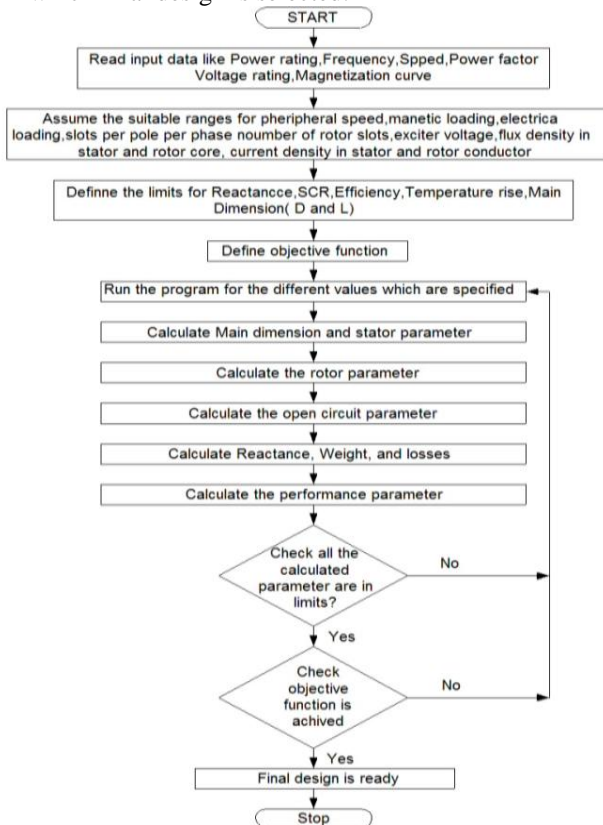 START
Read input data like Power rating,Frequency,Spped,Power factor
Voltage rating,Magnetization curve
Assume the suitable ranges for pheripheral speed,manetic loading,electrica
loading,slots per pole per phase noumber of rotor slots,exciter voltage,flux density in
stator and rotor core, current density in stator and rotor conductor
Definne the limits for Reactancce,SCR,Efficiency,Temperature rise,Main
Dimension( D and L)
Define objective function
Run the program for the different values which are specified
Calculate Main dimension and stator parameter
Calculate the rotor parameter
Calculate the open circuit parameter
Calculate Reactance, Weight, and losses
Calculate the performance parameter
Check all the
calculated
parameter are in
limits?
No
Yes
Check
objective
function is
achived
No
Yes
Final design is ready
Stop